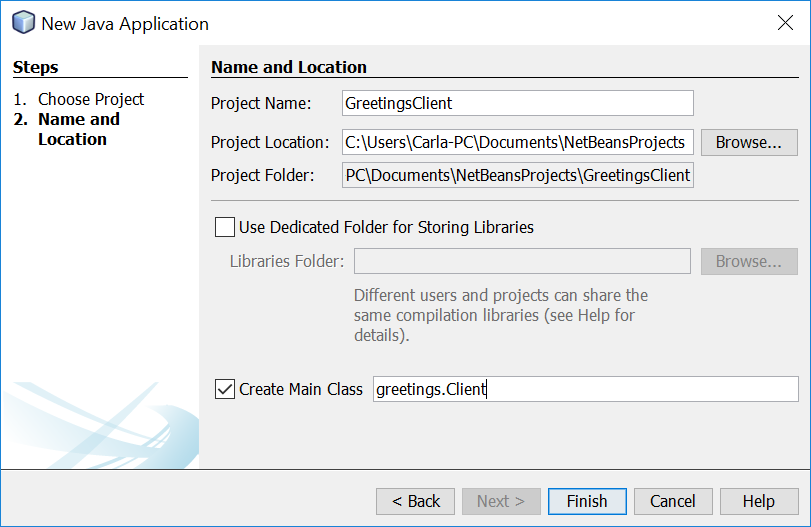 New Java Application
Steps
1. Choose Project
2. Name and
Location
Name and Location
Project Name: GreetingsClient
Project Location: C:\Users\Carla-PC\Documents\NetBeansProjects Browse...
Project Folder: PC\Documents\NetBeansProjects\GreetingsClient
Use Dedicated Folder for Storing Libraries
Libraries Folder: Browse...
Different users and projects can share the
same compilation libraries (see Help for
details).
Create Main Class greetings.Client
< Back Next > Finish Cancel Help